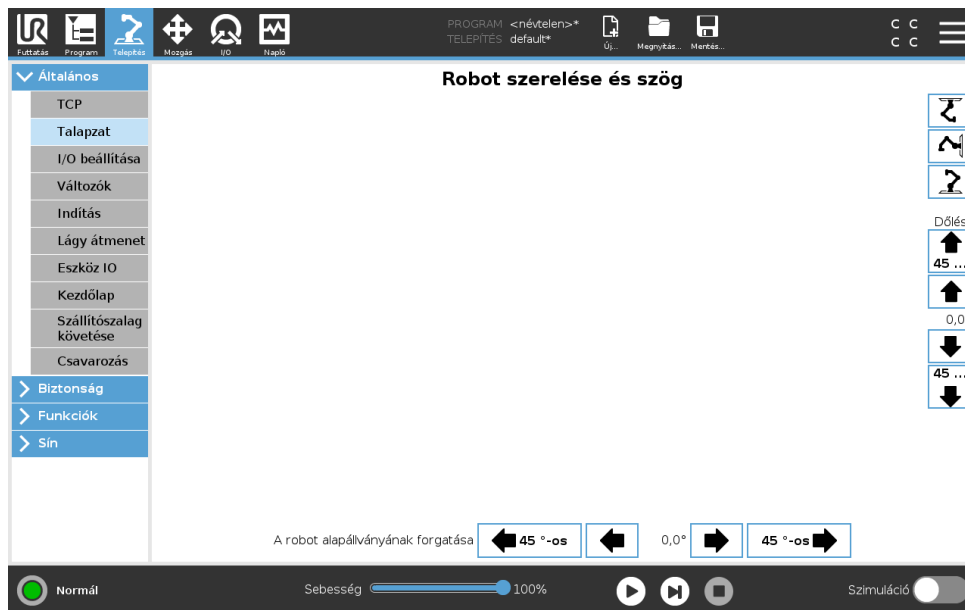 PROGRAM <névtelen>*
TELEPÍTÉS default*
Futtatás Program Telepítés Mozgás I/O Napló
Új... Megnyitás... Mentés...
C C
C C
Általános
TCP
Talapzat
I/O beállítása
Változók
Indítás
Lágy átmenet
Eszköz IO
Kezdőlap
Szállítószalag
követése
Csavarozás
Biztonság
Funkciók
Sín
Robot szerelése és szög
Dőlés
45 ...
0,0
45 ...
A robot alapállványának forgatása 45 °-os 0,0° 45 °-os
Normál
Sebesség 100%
Szimuláció